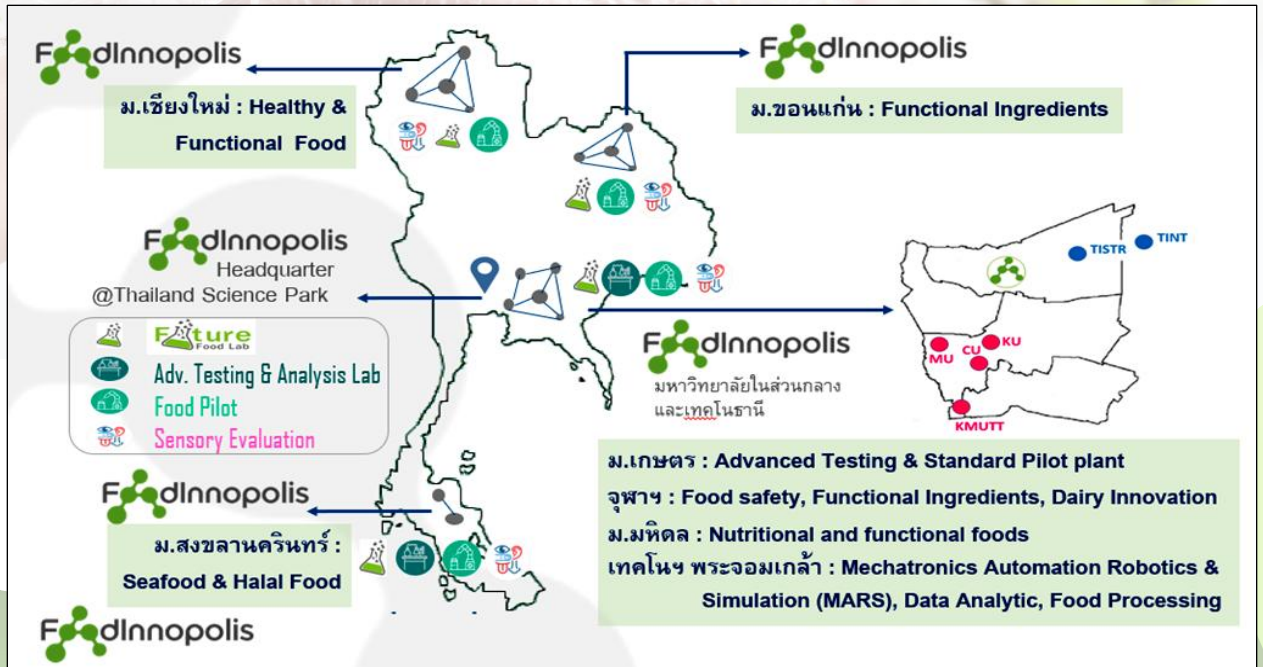 FoodInnopolis
ม.เชียงใหม่ : Healthy &
Functional Food
FoodInnopolis
ม.ขอนแก่น : Functional Ingredients
FoodInnopolis
Headquarter
@Thailand Science Park
Future
Food Lab
Adv. Testing & Analysis Lab
Food Pilot
Sensory Evaluation
FoodInnopolis
มหาวิทยาลัยในส่วนกลาง
และเทคโนธานี
TISTR
TINT
MU
CU
KU
KMUTT
FoodInnopolis
ม.สงขลานครินทร์ :
Seafood & Halal Food
ม.เกษตร : Advanced Testing & Standard Pilot plant
จุฬาฯ : Food safety, Functional Ingredients, Dairy Innovation
ม.มหิดล : Nutritional and functional foods
เทคโนฯ พระจอมเกล้า : Mechatronics Automation Robotics &
Simulation (MARS), Data Analytic, Food Processing
FoodInnopolis